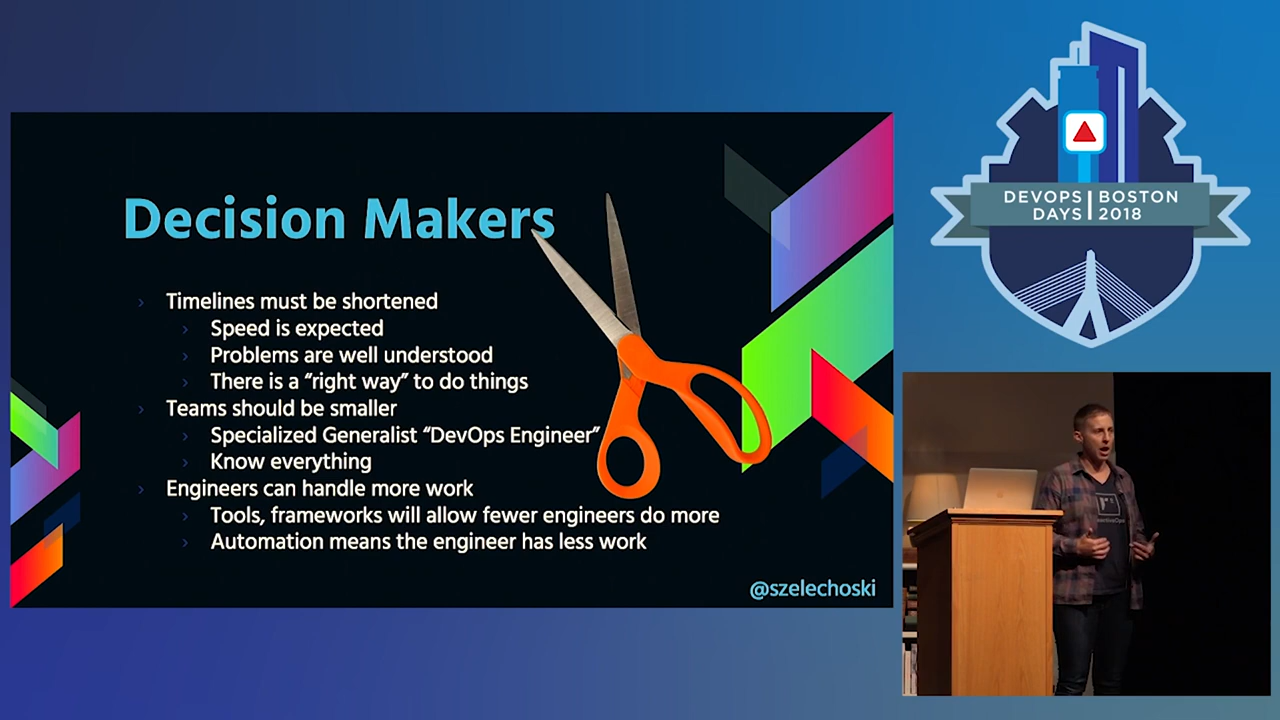 Decision Makers
Timelines must be shortened
Speed is expected
Problems are well understood
There is a “right way” to do things
Teams should be smaller
Specialized Generalist “DevOps Engineer”
Know everything
Engineers can handle more work
Tools, frameworks will allow fewer engineers do more
Automation means the engineer has less work
@szelechoski
DEVOPS | BOSTON
DAYS | 2018